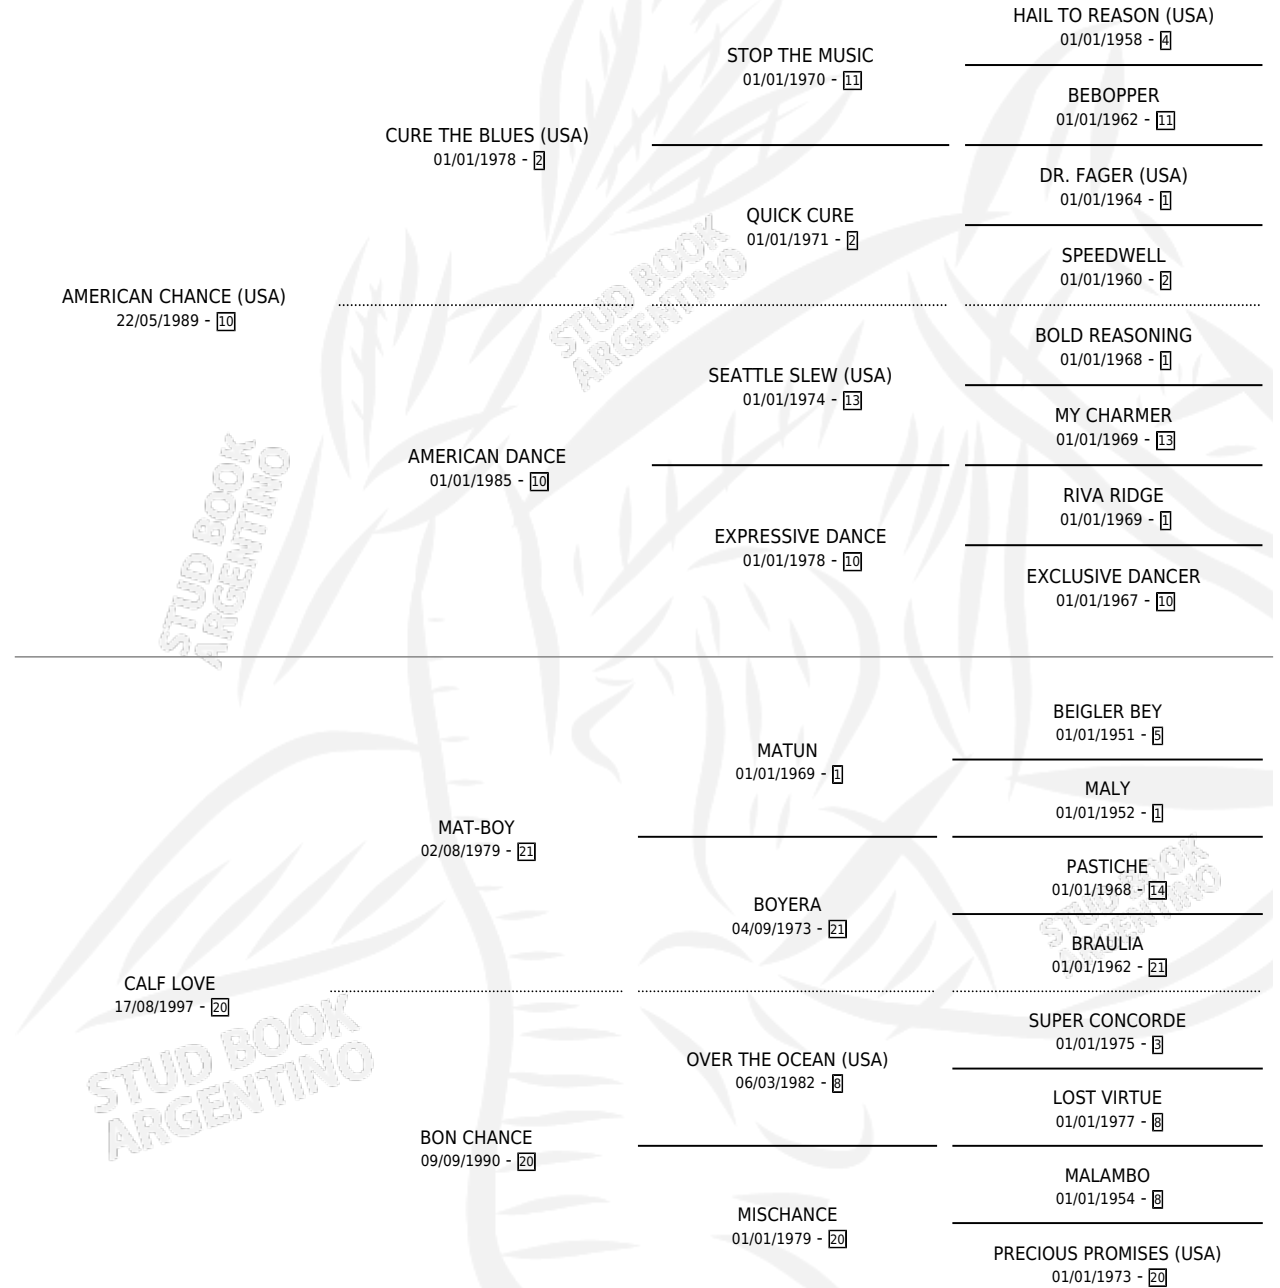 HAIL TO REASON (USA)
01/01/1958 - 4
STOP THE MUSIC
01/01/1970 - 11
BEBOPPER
01/01/1962 - 11
CURE THE BLUES (USA)
01/01/1978 - 2
DR. FAGER (USA)
01/01/1964 - 1
QUICK CURE
01/01/1971 - 2
SPEEDWELL
01/01/1960 - 2
AMERICAN CHANCE (USA)
22/05/1989 - 10
STUD BOOK
ARGENTINO
BOLD REASONING
01/01/1968 - 1
SEATTLE SLEW (USA)
01/01/1974 - 13
MY CHARMER
01/01/1969 - 13
AMERICAN DANCE
01/01/1985 - 10
RIVA RIDGE
01/01/1969 - 1
EXPRESSIVE DANCE
01/01/1978 - 10
EXCLUSIVE DANCER
01/01/1967 - 10
STUD BOOK
ARGENTINO
BEIGLER BEY
01/01/1951 - 5
MATUN
01/01/1969 - 1
MALY
01/01/1952 - 1
MAT-BOY
02/08/1979 - 21
PASTICHE
01/01/1968 - 14
BOYERA
04/09/1973 - 21
BRAULIA
01/01/1962 - 21
STUD BOOK
ARGENTINO
CALF LOVE
17/08/1997 - 20
SUPER CONCORDE
01/01/1975 - 3
OVER THE OCEAN (USA)
06/03/1982 - 8
LOST VIRTUE
01/01/1977 - 8
STUD BOOK
ARGENTINO
BON CHANCE
09/09/1990 - 20
MALAMBO
01/01/1954 - 8
MISCHANCE
01/01/1979 - 20
PRECIOUS PROMISES (USA)
01/01/1973 - 20